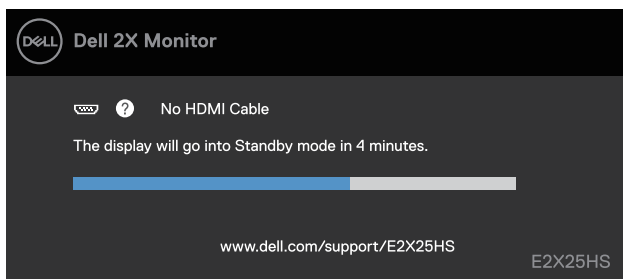 DELL Dell 2X Monitor
? No HDMI Cable
The display will go into Standby mode in 4 minutes.
www.dell.com/support/E2X25HS
E2X25HS